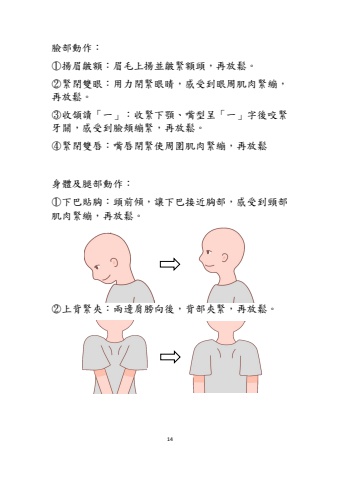 臉部動作：
①揚眉皺額：眉毛上揚並皺緊額頭，再放鬆。
②緊閉雙眼：用力閉緊眼睛，感受到眼周肌肉緊繃，
再放鬆。
③收頷讀「一」：收緊下顎、嘴型呈「一」字後咬緊
牙關，感受到臉頰繃緊，再放鬆。
④緊閉雙唇：嘴唇閉緊使周圍肌肉緊繃，再放鬆
身體及腿部動作：
①下巴貼胸：頭前傾，讓下巴接近胸部，感受到頸部
肌肉緊繃，再放鬆。
②上背緊夾：兩邊肩膀向後，背部夾緊，再放鬆。
14